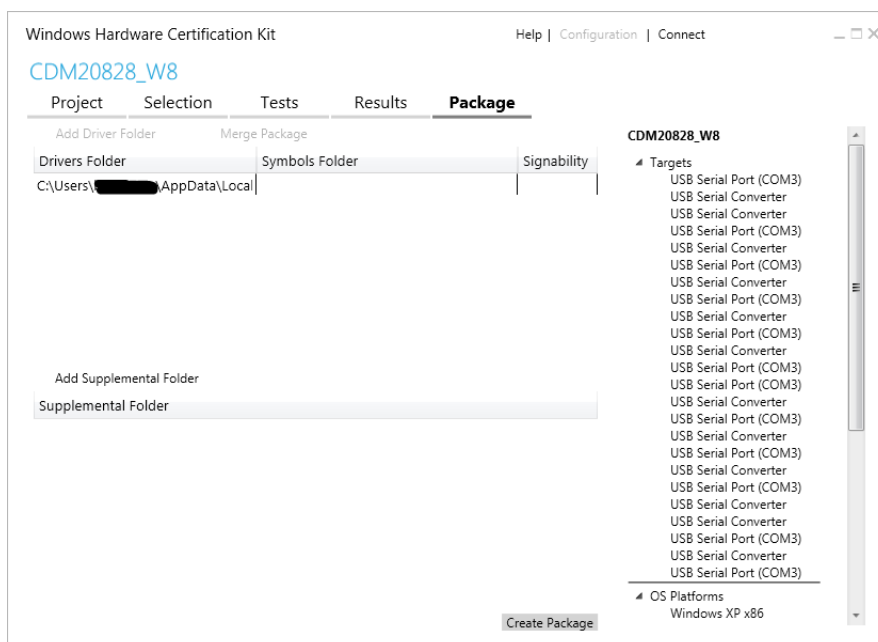 Windows Hardware Certification Kit
Help | Configuration | Connect
CDM20828_W8
Project Selection Tests Results Package
Add Driver Folder Merge Package
Drivers Folder Symbols Folder Signability
C:\Users\ \AppData\Local
Add Supplemental Folder
Supplemental Folder
Create Package
CDM20828_W8
Targets
USB Serial Port (COM3)
USB Serial Converter
USB Serial Converter
USB Serial Port (COM3)
USB Serial Converter
USB Serial Port (COM3)
USB Serial Converter
USB Serial Port (COM3)
USB Serial Converter
USB Serial Port (COM3)
USB Serial Converter
USB Serial Port (COM3)
USB Serial Port (COM3)
USB Serial Converter
USB Serial Port (COM3)
USB Serial Converter
USB Serial Port (COM3)
USB Serial Converter
USB Serial Port (COM3)
USB Serial Converter
USB Serial Converter
USB Serial Port (COM3)
USB Serial Converter
USB Serial Port (COM3)
OS Platforms
Windows XP x86